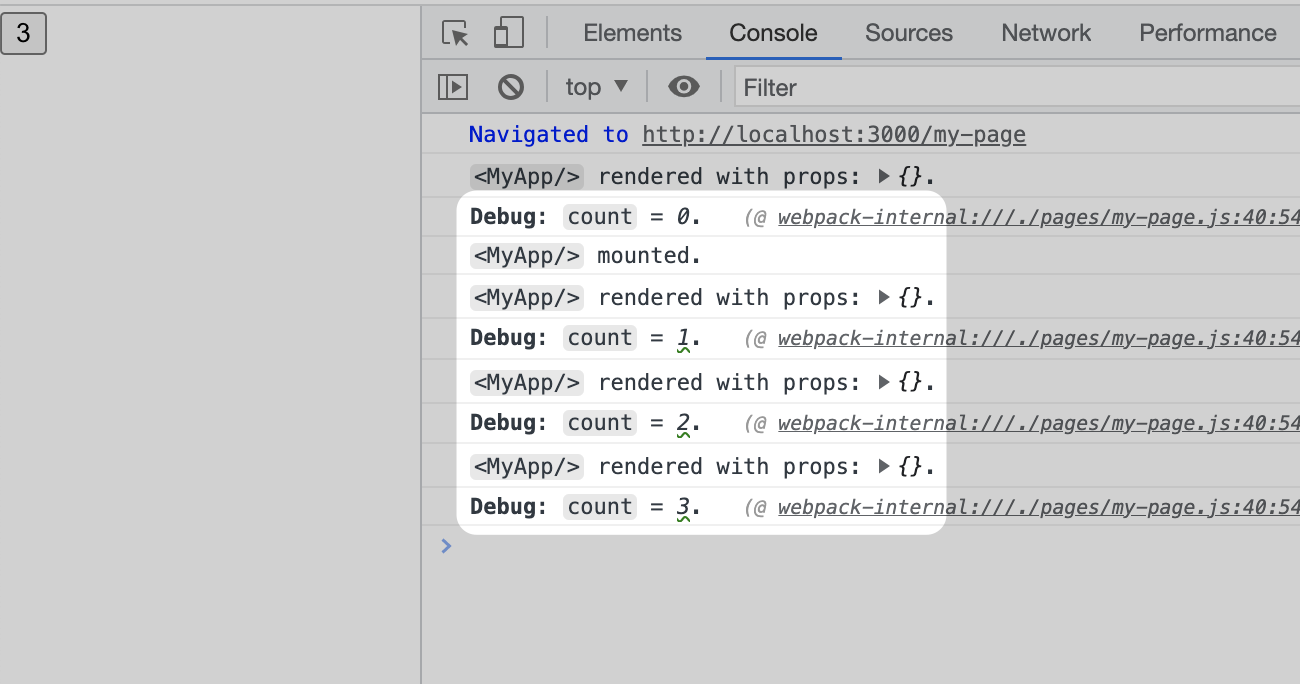 3
Elements Console Sources Network Performance
top ▼ Filter
Navigated to http://localhost:3000/my-page
<MyApp/> rendered with props: ▶ {}.
Debug: count = 0. (@ webpack-internal:///./pages/my-page.js:40:54
<MyApp/> mounted.
<MyApp/> rendered with props: ▶ {}.
Debug: count = 1. (@ webpack-internal:///./pages/my-page.js:40:54
<MyApp/> rendered with props: ▶ {}.
Debug: count = 2. (@ webpack-internal:///./pages/my-page.js:40:54
<MyApp/> rendered with props: ▶ {}.
Debug: count = 3. (@ webpack-internal:///./pages/my-page.js:40:54